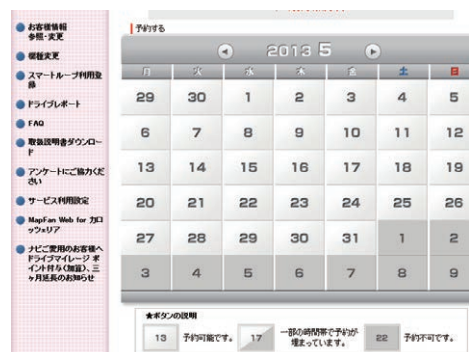 お客様情報
参照・変更
機種変更
スマートループ利用登
録
ドライブレポート
FAQ
取扱説明書ダウンロー
ド
アンケートにご協力くだ
さい
サービス利用設定
MapFan Web for カロ
ッツェリア
ナビご愛用のお客様へ
ドライブマイレージ ポ
イント付与(加算)、三
ヶ月延長のお知らせ
予約する
2013 5
月 火 水 木 金 土 日
29 30 1 2 3 4 5
6 7 8 9 10 11 12
13 14 15 16 17 18 19
20 21 22 23 24 25 26
27 28 29 30 31 1 2
3 4 5 6 7 8 9
★ボタンの説明
13 予約可能です。 17 一部の時間帯で予約が
埋まっています。 22 予約不可です。